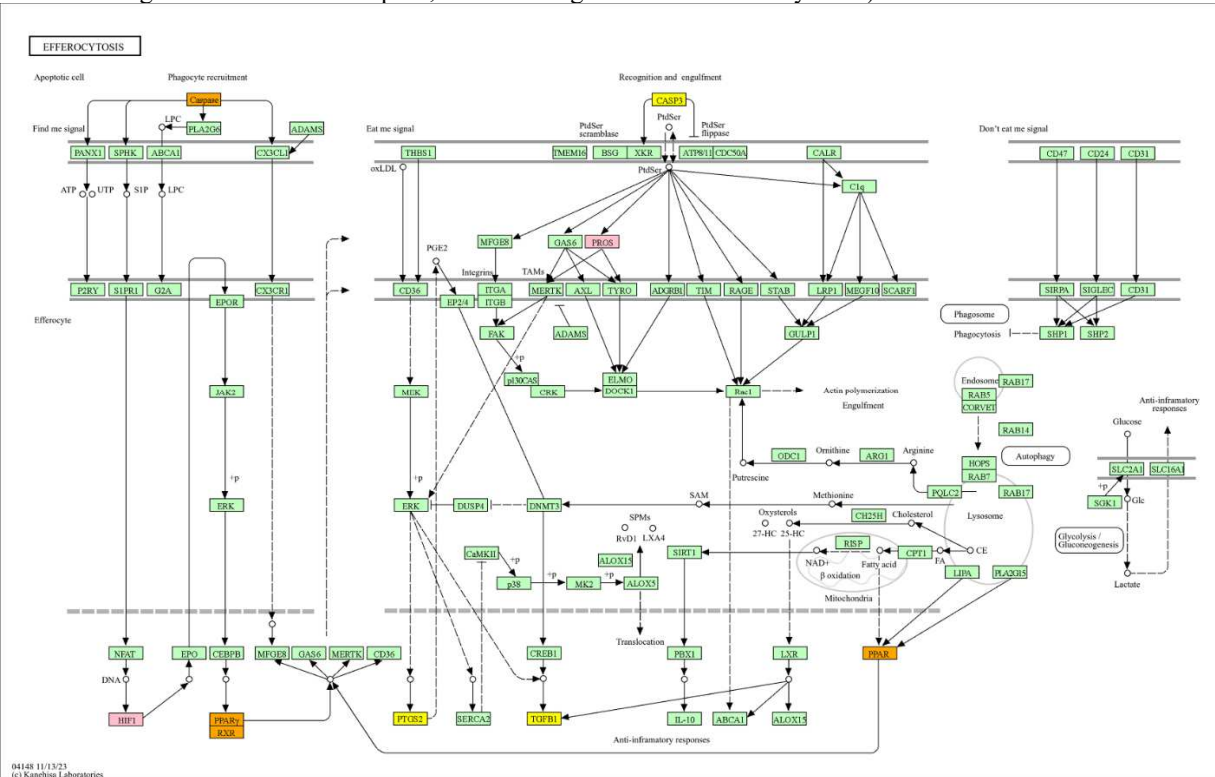 EFFEROCYTOSIS
Apoptotic cell
Phagocyte recruitment
Recognition and engulfment
Caspase
CASP3
LPC
PLA2G6
ADAMS
Find me signal
Eat me signal
PtdSer
scramblase
PtdSer
PtdSer
flippase
Don't eat me signal
PANX1
SPHK
ABCA1
CX3CL1
THBS1
TMEM16
BSG
XKR
ATP8/11
CDC50A
CALR
CD47
CD24
CD31
oxLDL
PtdSer
ATP
UTP
S1P
LPC
C1q
PGE2
MFGE8
GAS6
PROS
Integrins
TAMs
P2RY
S1PR1
G2A
CX3CR1
CD36
ITGA
MERTK
AXL
TYRO
ADGRB1
TIM
RAGE
STAB
LRP1
MEGF10
SCARF1
SIRPA
SIGLEC
CD31
EPOR
EP2/4
ITGB
Efferocyte
FAK
ADAMS
GULP1
Phagosome
Phagocytosis
SHP1
SHP2
+p
p130CAS
CRK
ELMO
DOCK1
Rac1
Actin polymerization
Engulfment
JAK2
MEK
Endosome
RAB17
RAB5
CORVET
RAB14
Anti-inframatory
responses
Glucose
ODC1
Ornithine
ARG1
Arginine
Putrescine
HOPS
RAB7
Autophagy
SLC2A1
SLC16A1
+p
+p
PQLC2
RAB17
+p
Glc
SGK1
ERK
ERK
DUSP4
DNMT3
SAM
Methionine
Lysosome
Oxysterols
27-HC
25-HC
CH25H
Cholesterol
SPMs
RvD1
LXA4
Glycolysis /
Gluconeogenesis
CaMKII
+p
ALOX15
SIRT1
RISP
CPT1
CE
NAD+
Fatty acid
FA
β oxidation
p38
+p
MK2
+p
ALOX5
LIPA
PLA2G15
Lactate
Mitochondria
Translocation
NFAT
EPO
CEBPB
MFGE8
GAS6
MERTK
CD36
CREB1
PBX1
LXR
PPAR
DNA
HIF1
PPARγ
RXR
PTGS2
SERCA2
TGFB1
IL-10
ABCA1
ALOX15
Anti-inframatory responses
04148 11/13/23
(c) Kanehisa Laboratories